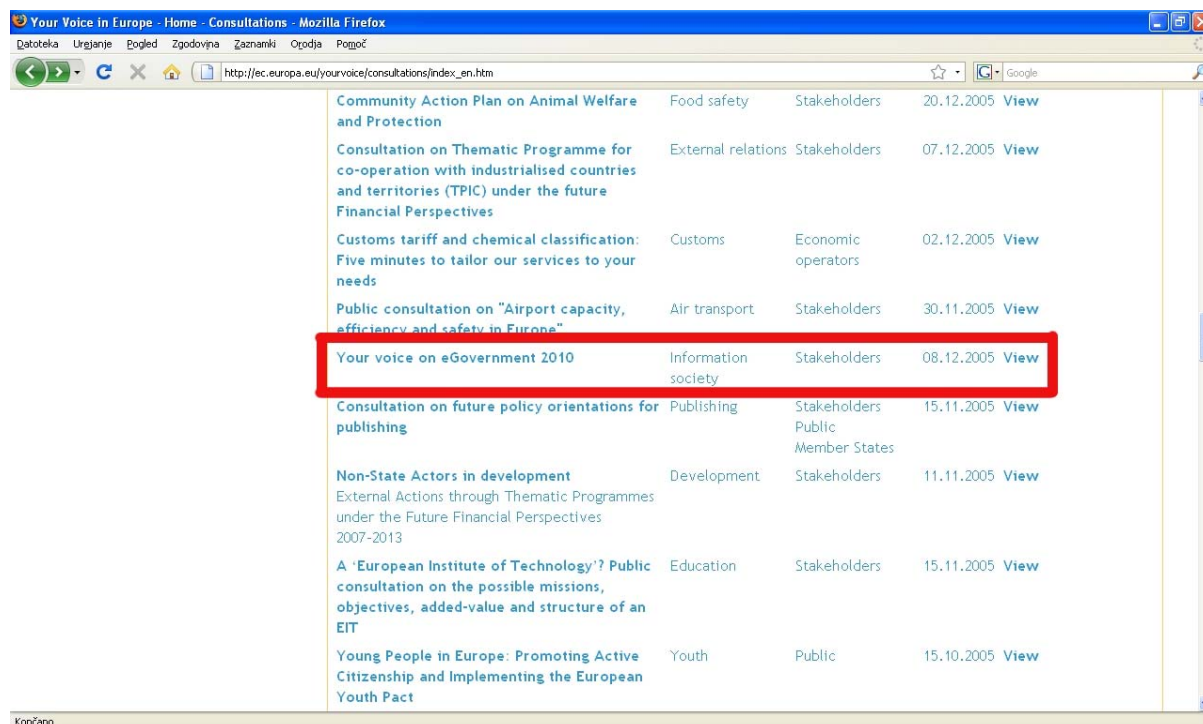 Your Voice in Europe - Home - Consultations - Mozilla Firefox
Datoteka Urejanje Pogled Zgodovina Zaznamki Orodja Pomoč
http://ec.europa.eu/yourvoice/consultations/index_en.htm
G Google
Community Action Plan on Animal Welfare Food safety Stakeholders 20.12.2005 View
and Protection
Consultation on Thematic Programme for External relations Stakeholders 07.12.2005 View
co-operation with industrialised countries
and territories (TPIC) under the future
Financial Perspectives
Customs tariff and chemical classification: Customs Economic 02.12.2005 View
Five minutes to tailor our services to your operators
needs
Public consultation on "Airport capacity, Air transport Stakeholders 30.11.2005 View
efficiency and safety in Europe"
Your voice on eGovernment 2010 Information Stakeholders 08.12.2005 View
society
Consultation on future policy orientations for Publishing Stakeholders 15.11.2005 View
publishing Public
Member States
Non-State Actors in development Development Stakeholders 11.11.2005 View
External Actions through Thematic Programmes
under the Future Financial Perspectives
2007-2013
A ‘European Institute of Technology’? Public Education Stakeholders 15.11.2005 View
consultation on the possible missions,
objectives, added-value and structure of an
EIT
Young People in Europe: Promoting Active Youth Public 15.10.2005 View
Citizenship and Implementing the European
Youth Pact
Končano